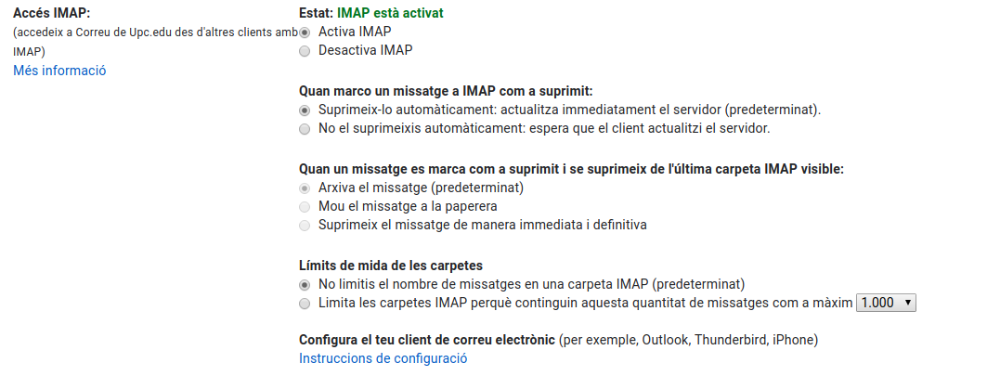 Accés IMAP:
(accedeix a Correu de Upc.edu des d'altres clients amb
IMAP)
Més informació
Estat: IMAP està activat
Activa IMAP
Desactiva IMAP
Quan marco un missatge a IMAP com a suprimit:
Suprimeix-lo automàticament: actualitza immediatament el servidor (predeterminat).
No el suprimeixis automàticament: espera que el client actualitzi el servidor.
Quan un missatge es marca com a suprimit i se suprimeix de l'última carpeta IMAP visible:
Arxiva el missatge (predeterminat)
Mou el missatge a la paperera
Suprimeix el missatge de manera immediata i definitiva
Límits de mida de les carpetes
No limitis el nombre de missatges en una carpeta IMAP (predeterminat)
Limita les carpetes IMAP perquè continguin aquesta quantitat de missatges com a màxim 1.000
Configura el teu client de correu electrònic (per exemple, Outlook, Thunderbird, iPhone)
Instruccions de configuració